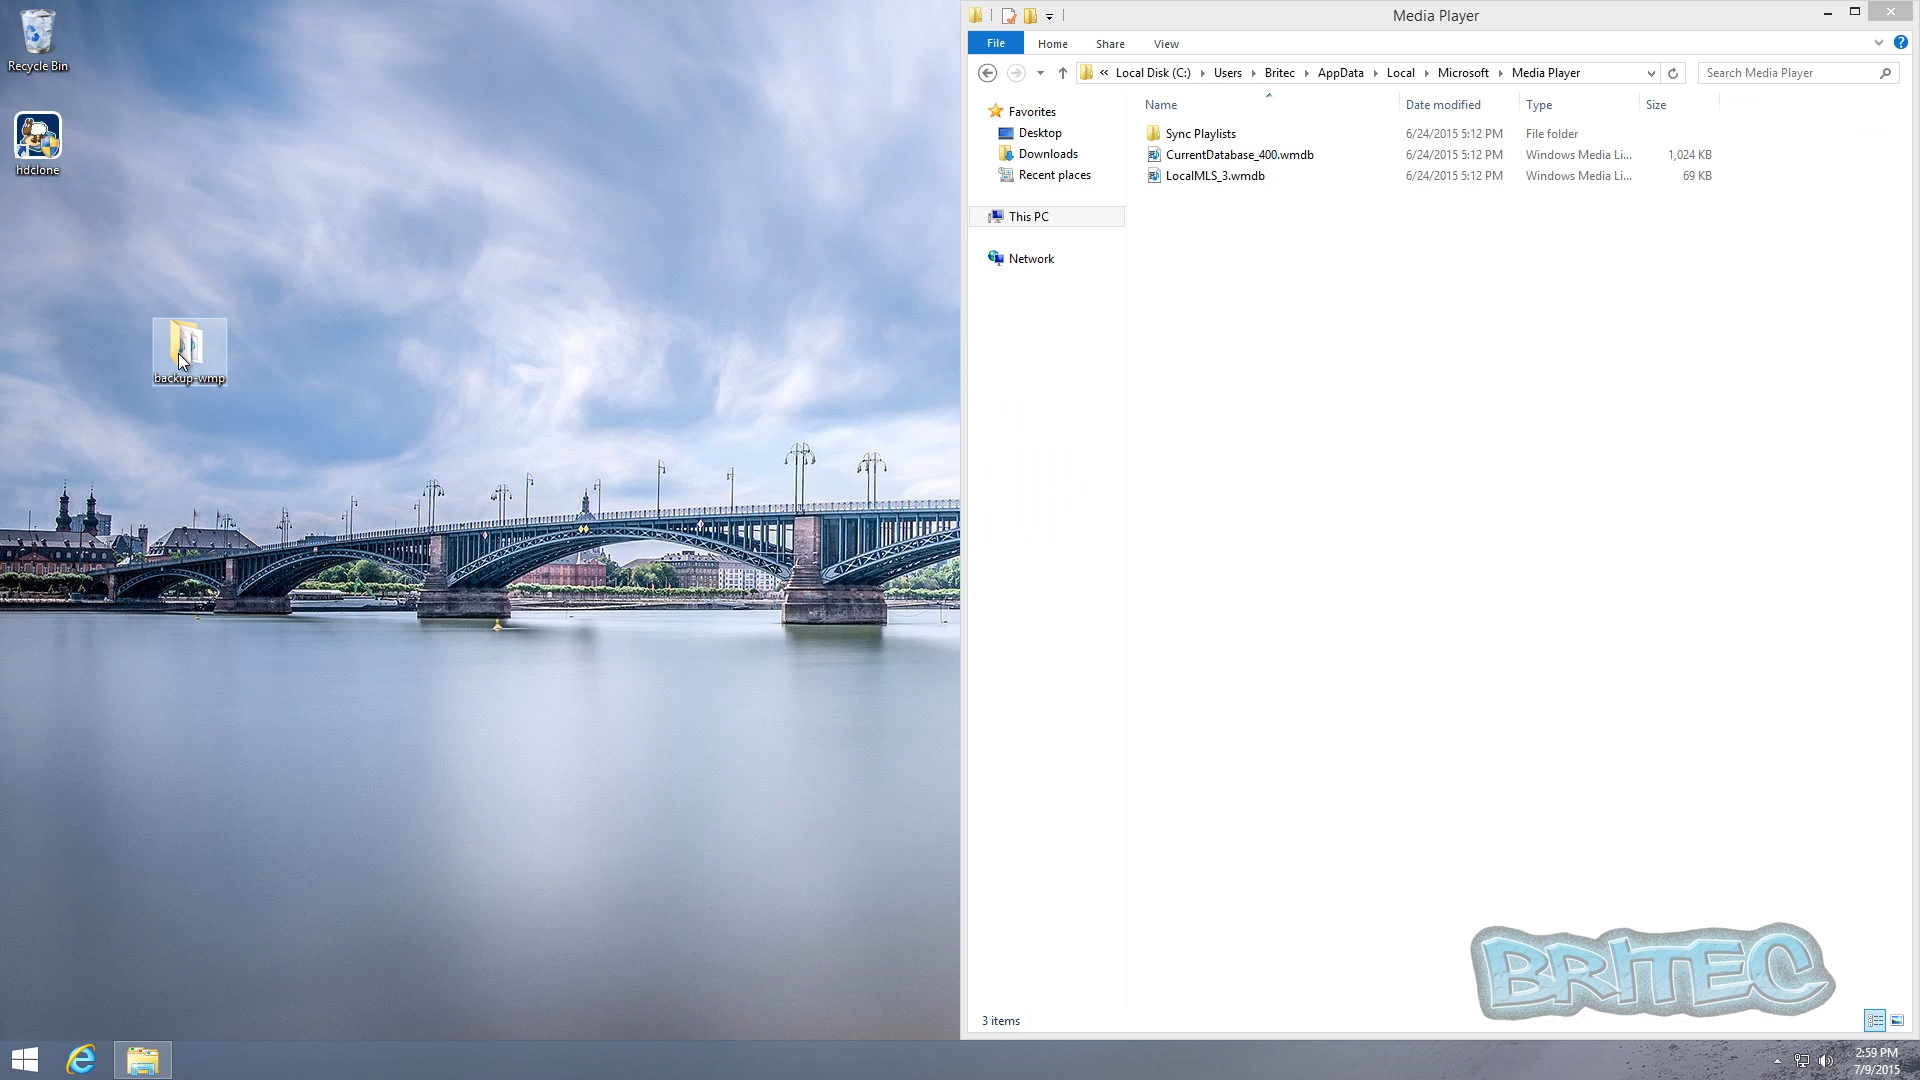 Recycle Bin
hdclone
backup-wmp
Media Player
File Home Share View
« Local Disk (C:) Users Britec AppData Local Microsoft Media Player
Search Media Player
Favorites
Desktop
Downloads
Recent places
This PC
Network
Name Date modified Type Size
Sync Playlists 6/24/2015 5:12 PM File folder
CurrentDatabase_400.wmdb 6/24/2015 5:12 PM Windows Media Li... 1,024 KB
LocalMLS_3.wmdb 6/24/2015 5:12 PM Windows Media Li... 69 KB
BRITEC
3 items
2:59 PM
7/9/2015